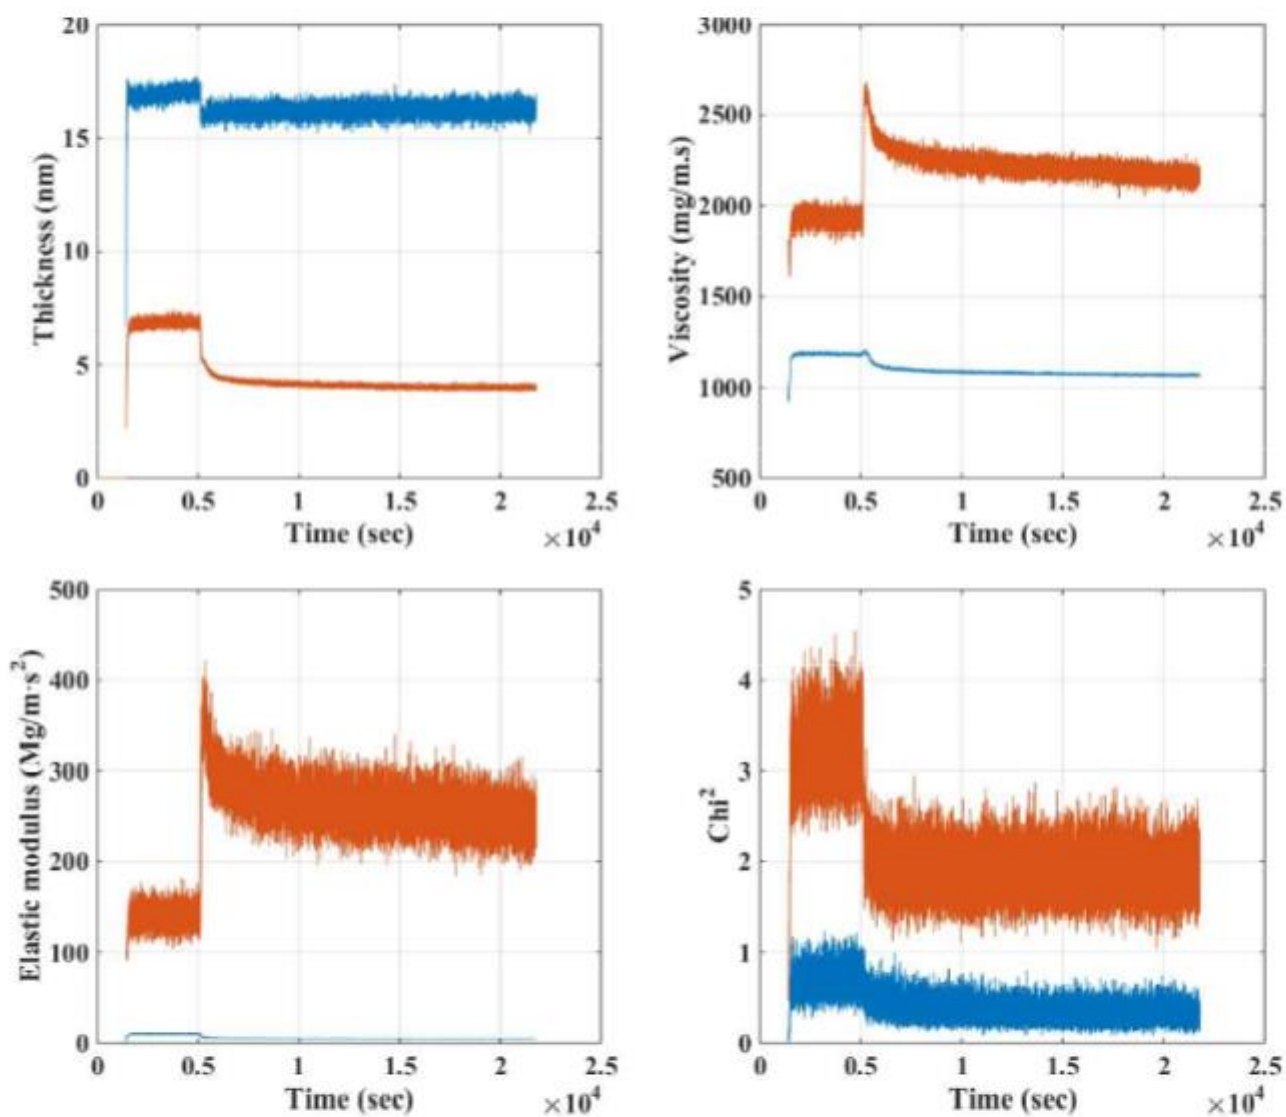 20
15
10
5
0
Thickness (nm)
0 0.5 1 1.5 2 2.5
Time (sec) ×10⁴
3000
2500
2000
1500
1000
500
Viscosity (mg/m.s)
0 0.5 1 1.5 2 2.5
Time (sec) ×10⁴
500
400
300
200
100
0
Elastic modulus (Mg/m·s²)
0 0.5 1 1.5 2 2.5
Time (sec) ×10⁴
5
4
3
2
1
0
Chi²
0 0.5 1 1.5 2 2.5
Time (sec) ×10⁴